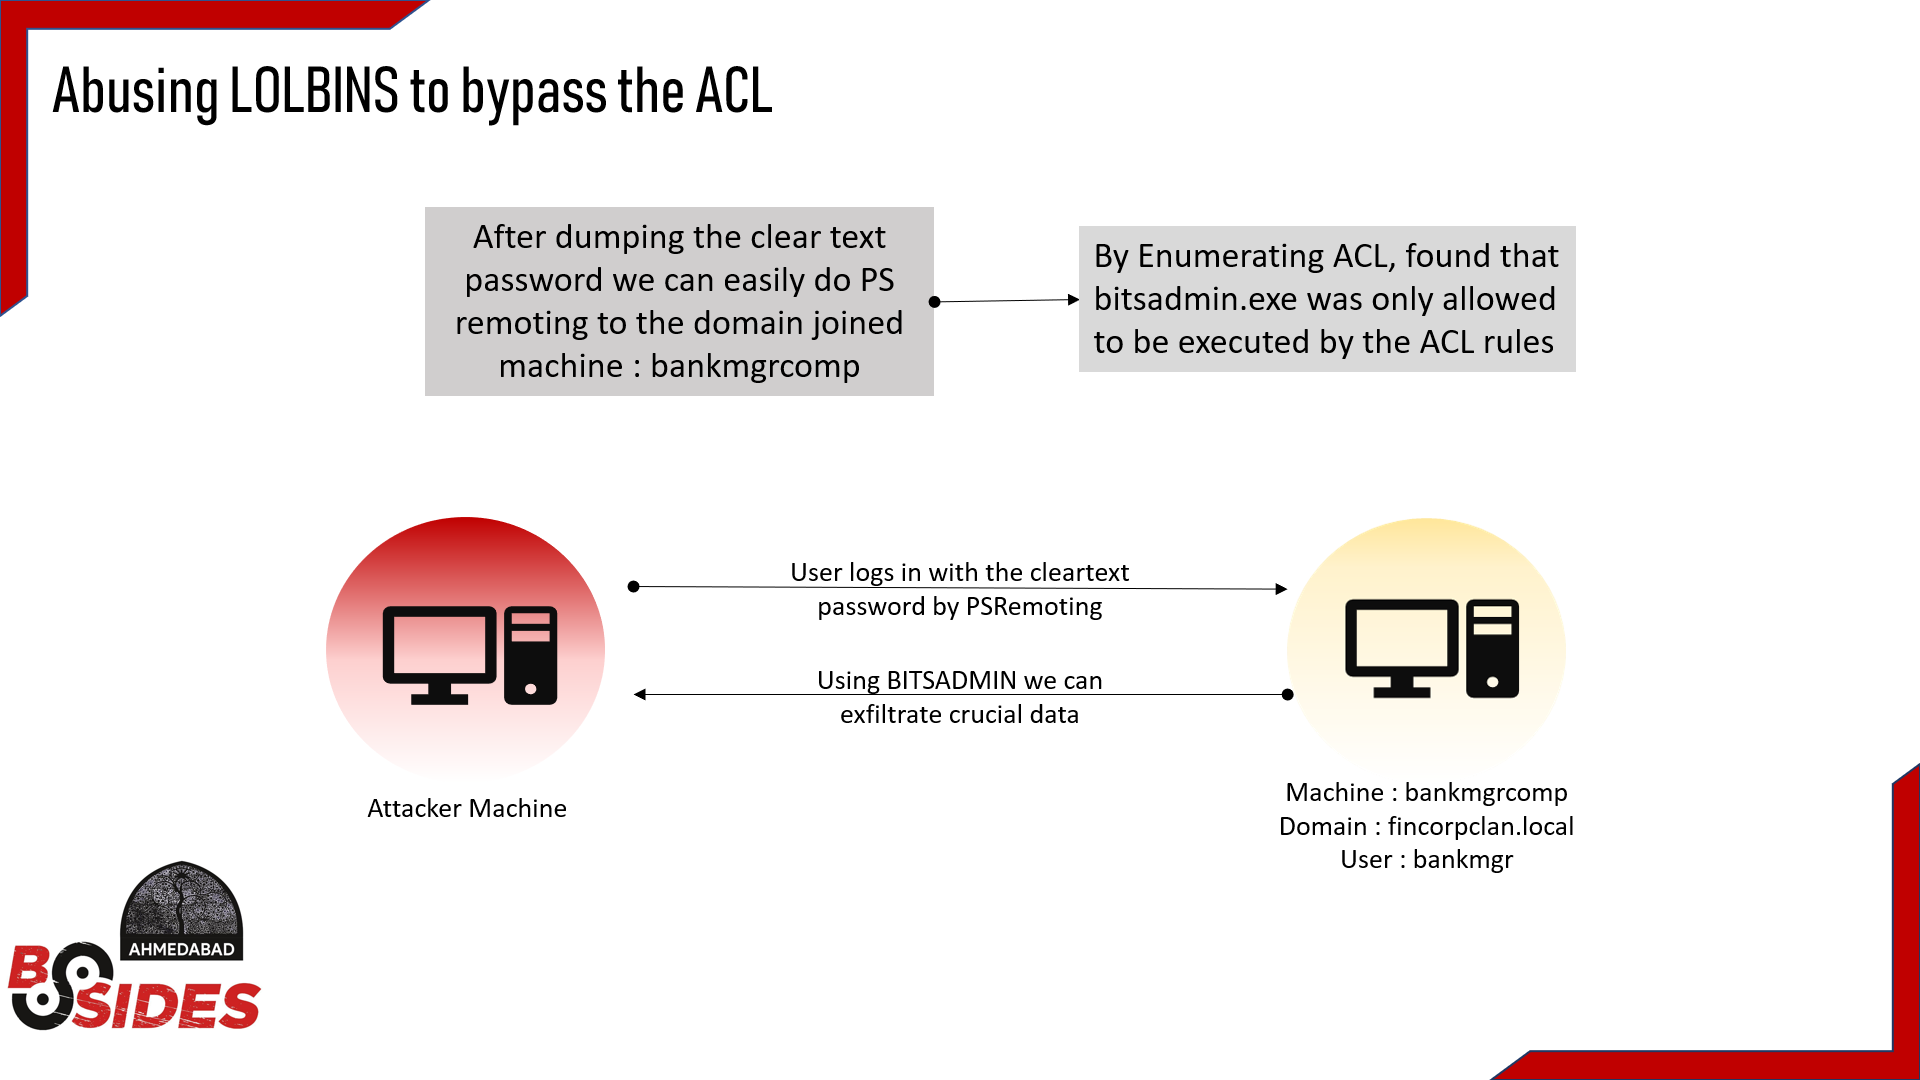 Abusing LOLBINS to bypass the ACL
After dumping the clear text
password we can easily do PS
remoting to the domain joined
machine : bankmgrcomp
By Enumerating ACL, found that
bitsadmin.exe was only allowed
to be executed by the ACL rules
User logs in with the cleartext
password by PSRemoting
Using BITSADMIN we can
exfiltrate crucial data
Attacker Machine
Machine : bankmgrcomp
Domain : fincorpclan.local
User : bankmgr
AHMEDABAD
BSIDES